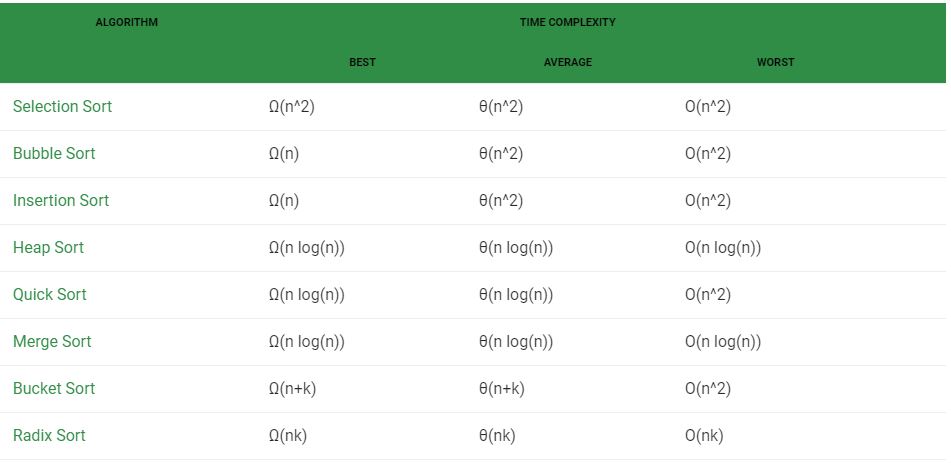 ALGORITHM TIME COMPLEXITY
BEST AVERAGE WORST
Selection Sort Ω(n^2) θ(n^2) O(n^2)
Bubble Sort Ω(n) θ(n^2) O(n^2)
Insertion Sort Ω(n) θ(n^2) O(n^2)
Heap Sort Ω(n log(n)) θ(n log(n)) O(n log(n))
Quick Sort Ω(n log(n)) θ(n log(n)) O(n^2)
Merge Sort Ω(n log(n)) θ(n log(n)) O(n log(n))
Bucket Sort Ω(n+k) θ(n+k) O(n^2)
Radix Sort Ω(nk) θ(nk) O(nk)